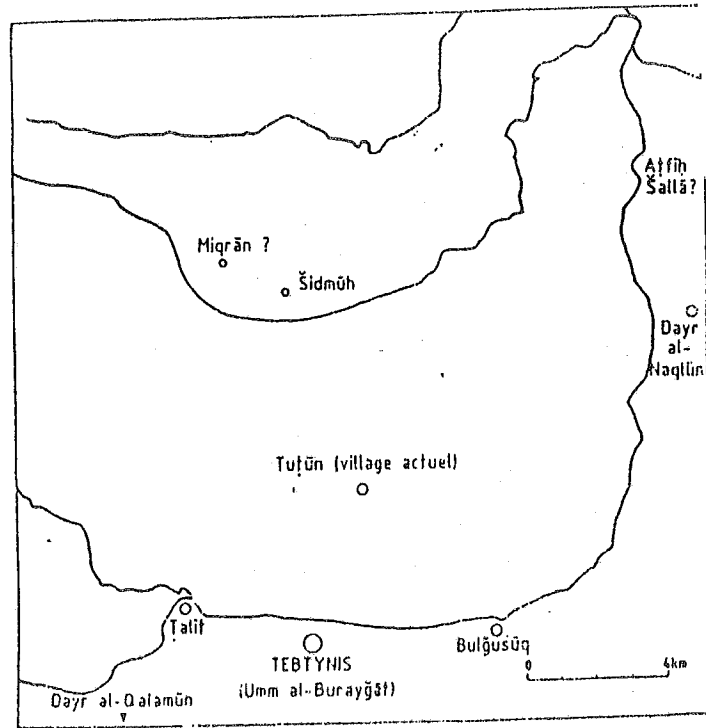 Aṭfīḥ
Šallā?
Miqrān ?
Šidmūh
Dayr
al-
Naqlūn
Tuṭūn (village actuel)
Ṭalīt
Bulǧusūq
TEBTYNIS
(Umm al-Burayǧāt)
0 4km
Dayr al-Qalamūn